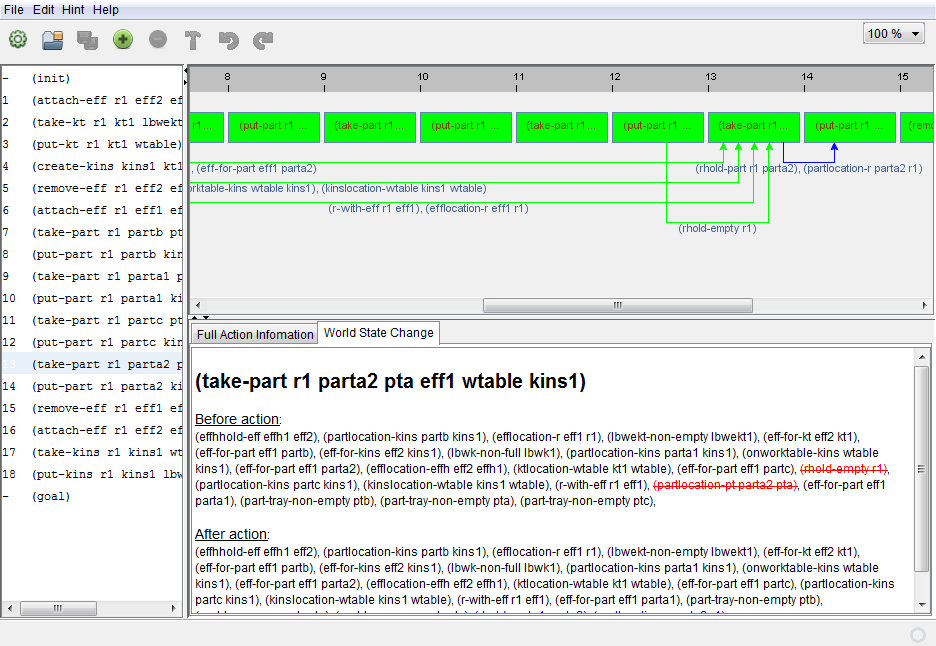 File Edit Hint Help
100 %
– (init)
1 (attach-eff r1 eff2 ef
2 (take-kt r1 kt1 lbwekt
3 (put-kt r1 kt1 wtable)
4 (create-kins kins1 kt1
5 (remove-eff r1 eff2 ef
6 (attach-eff r1 eff1 ef
7 (take-part r1 partb pt
8 (put-part r1 partb kin
9 (take-part r1 parta1 p
10 (put-part r1 parta1 ki
11 (take-part r1 partc pt
12 (put-part r1 partc kin
13 (take-part r1 parta2 p
14 (put-part r1 parta2 ki
15 (remove-eff r1 eff1 ef
16 (attach-eff r1 eff2 ef
17 (take-kins r1 kins1 wt
18 (put-kins r1 kins1 lbw
– (goal)
8 9 10 11 12 13 14 15
r1 ... (put-part r1 ... (take-part r1... (put-part r1 ... (take-part r1... (put-part r1 ... (take-part r1... (put-part r1 ... (remo
, (eff-for-part eff1 parta2) (rhold-part r1 parta2), (partlocation-r parta2 r1)
orktable-kins wtable kins1), (kinslocation-wtable kins1 wtable)
(r-with-eff r1 eff1), (efflocation-r eff1 r1)
(rhold-empty r1)
Full Action Infomation World State Change
(take-part r1 parta2 pta eff1 wtable kins1)
Before action:
(effhhold-eff effh1 eff2), (partlocation-kins partb kins1), (efflocation-r eff1 r1), (lbwekt-non-empty lbwekt1), (eff-for-kt eff2 kt1),
(eff-for-part eff1 partb), (eff-for-kins eff2 kins1), (lbwk-non-full lbwk1), (partlocation-kins parta1 kins1), (onworktable-kins wtable
kins1), (eff-for-part eff1 parta2), (efflocation-effh eff2 effh1), (ktlocation-wtable kt1 wtable), (eff-for-part eff1 partc), (rhold-empty r1),
(partlocation-kins partc kins1), (kinslocation-wtable kins1 wtable), (r-with-eff r1 eff1), (partlocation-pt parta2 pta), (eff-for-part eff1
parta1), (part-tray-non-empty ptb), (part-tray-non-empty pta), (part-tray-non-empty ptc),
After action:
(effhhold-eff effh1 eff2), (partlocation-kins partb kins1), (efflocation-r eff1 r1), (lbwekt-non-empty lbwekt1), (eff-for-kt eff2 kt1),
(eff-for-part eff1 partb), (eff-for-kins eff2 kins1), (lbwk-non-full lbwk1), (partlocation-kins parta1 kins1), (onworktable-kins wtable
kins1), (eff-for-part eff1 parta2), (efflocation-effh eff2 effh1), (ktlocation-wtable kt1 wtable), (eff-for-part eff1 partc), (partlocation-kins
partc kins1), (kinslocation-wtable kins1 wtable), (r-with-eff r1 eff1), (eff-for-part eff1 parta1), (part-tray-non-empty ptb),